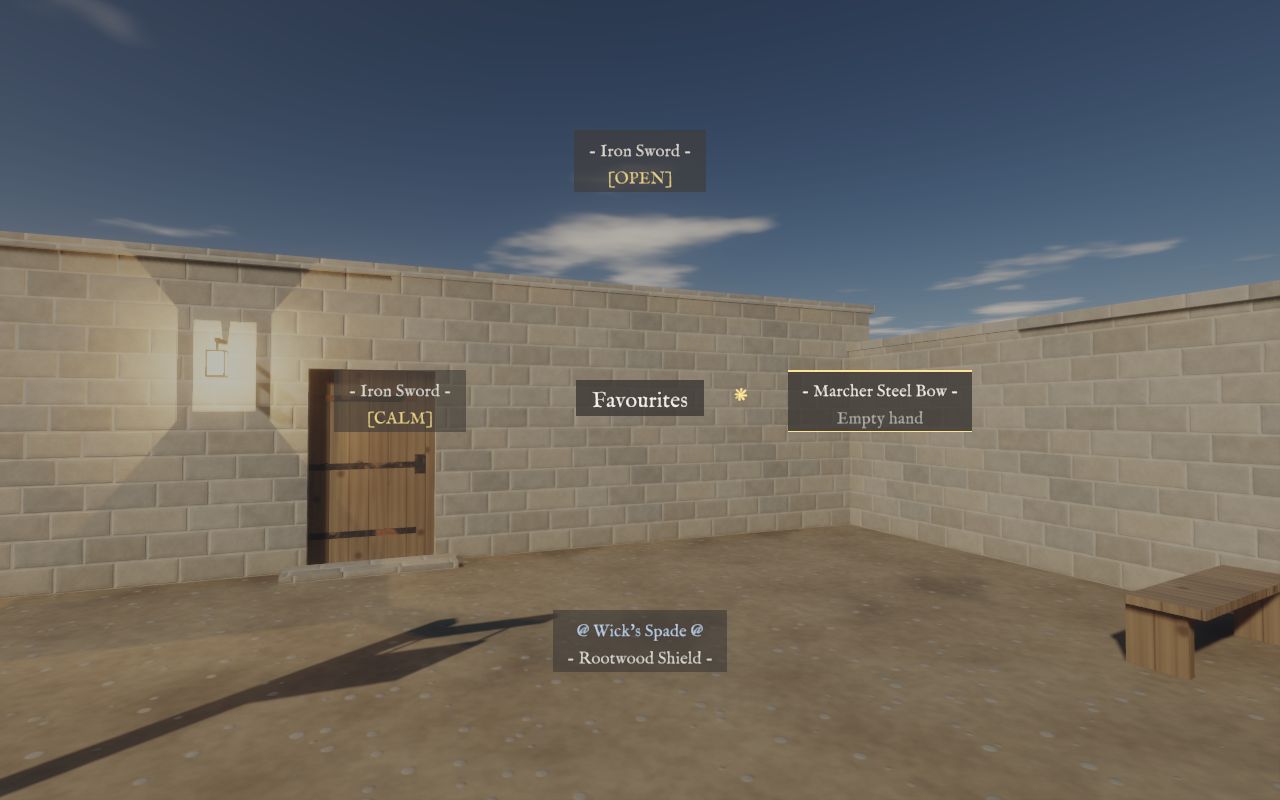 - Iron Sword -
[OPEN]
- Iron Sword -
[CALM]
Favourites
- Marcher Steel Bow -
Empty hand
@ Wick's Spade @
- Rootwood Shield -